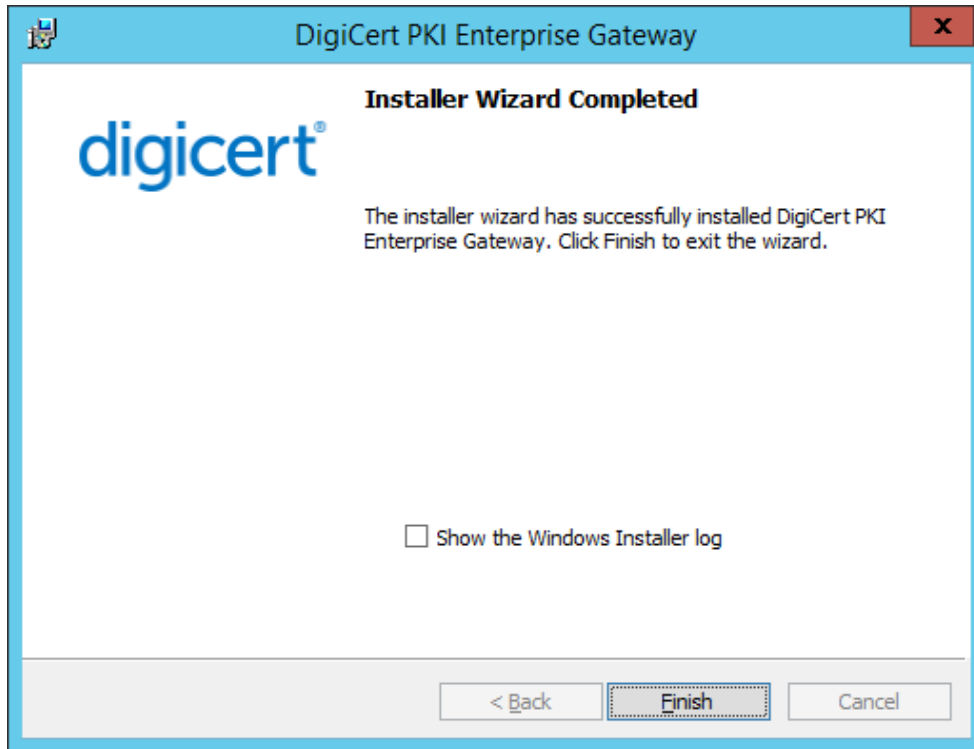 DigiCert PKI Enterprise Gateway
x
Installer Wizard Completed
digicert®
The installer wizard has successfully installed DigiCert PKI
Enterprise Gateway. Click Finish to exit the wizard.
Show the Windows Installer log
< Back
Finish
Cancel